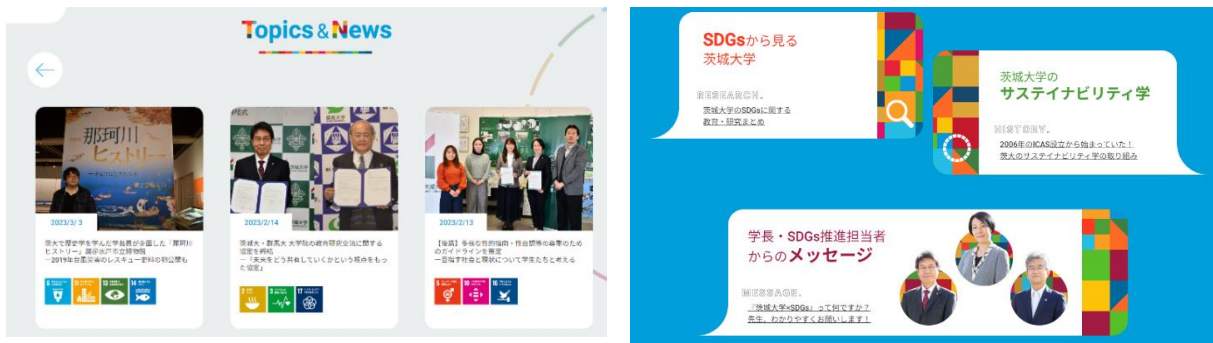 Topics & News
那珂川
ヒストリー
2023/3/3
茨大で歴史学を学んだ学芸員が企画した「那珂川
ヒストリー」展@水戸市立博物館
―2019年台風災害のレスキュー史料の初公開も
6
11
13
14
2023/2/14
茨城大・群馬大 大学院の教育研究交流に関する
協定を締結
―「未来をどう共有していくかという視点をもっ
た協定」
2
3
17
2023/2/13
【後編】多様な性的指向・性自認等の尊重のため
のガイドラインを策定
―目指す社会と現状について学生たちと考える
5
10
16
SDGsから見る
茨城大学
RESEARCH.
茨城大学のSDGsに関する
教育・研究まとめ
茨城大学の
サステイナビリティ学
HISTORY.
2006年のICAS設立から始まっていた！
茨大のサステイナビリティ学の取り組み
学長・SDGs推進担当者
からのメッセージ
MESSAGE.
『茨城大学×SDGs』って何ですか？
先生、わかりやすくお願いします！